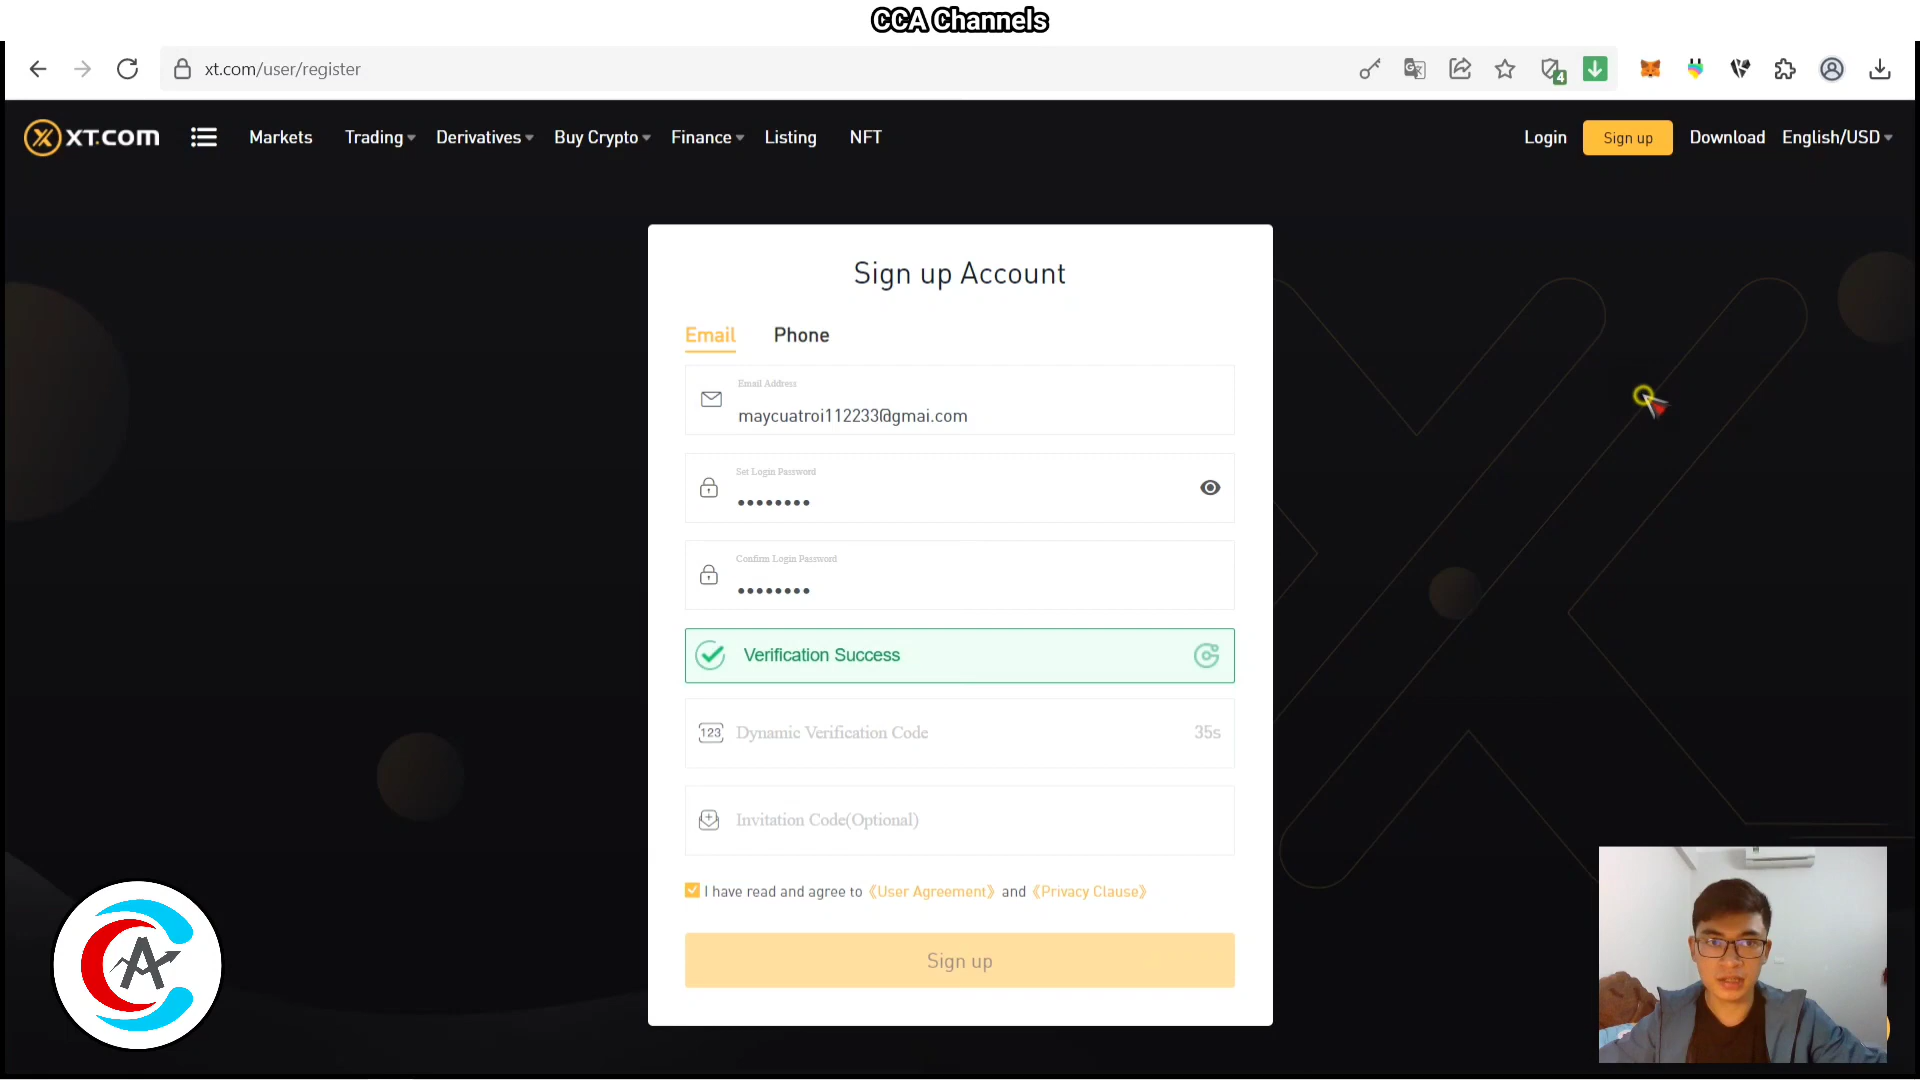 CCA Channels
xt.com/user/register
4
XT.COM
Markets
Trading
Derivatives
Buy Crypto
Finance
Listing
NFT
Login
Sign up
Download
English/USD
Sign up Account
Email
Phone
Email Address
maycuatroi112233@gmai.com
Set Login Password
••••••••
Confirm Login Password
••••••••
Verification Success
123
Dynamic Verification Code
35s
Invitation Code(Optional)
I have read and agree to 《User Agreement》 and 《Privacy Clause》
Sign up
CAC